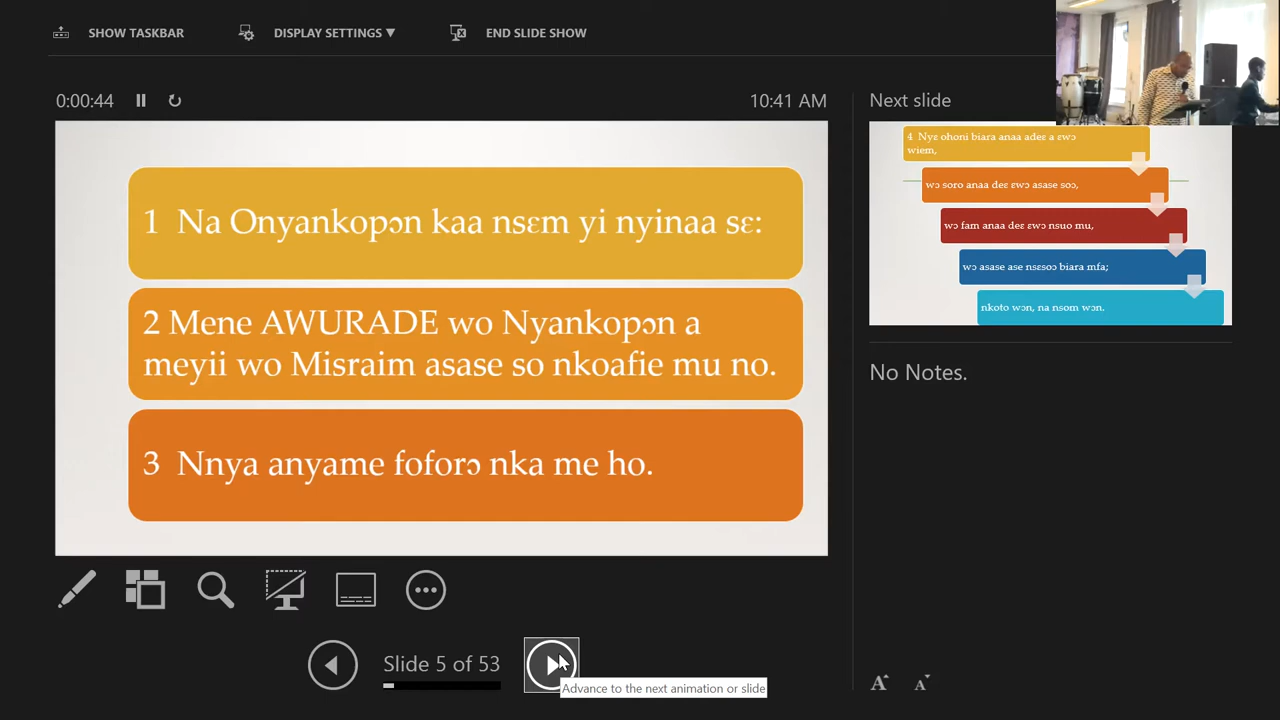 SHOW TASKBAR
DISPLAY SETTINGS ▼
END SLIDE SHOW
0:00:44
10:41 AM
1 Na Onyankopɔn kaa nsɛm yi nyinaa sɛ:
2 Mene AWURADE wo Nyankopɔn a
meyii wo Misraim asase so nkoafie mu no.
3 Nnya anyame foforɔ nka me ho.
Next slide
4 Nyɛ ohoni biara anaa adeɛ a ɛwɔ
wiem,
wɔ soro anaa deɛ ɛwɔ asase soɔ,
wɔ fam anaa deɛ ɛwɔ nsuo mu,
wɔ asase ase nsɛsoɔ biara mfa;
nkoto wɔn, na nsom wɔn.
No Notes.
Slide 5 of 53
Advance to the next animation or slide
A A